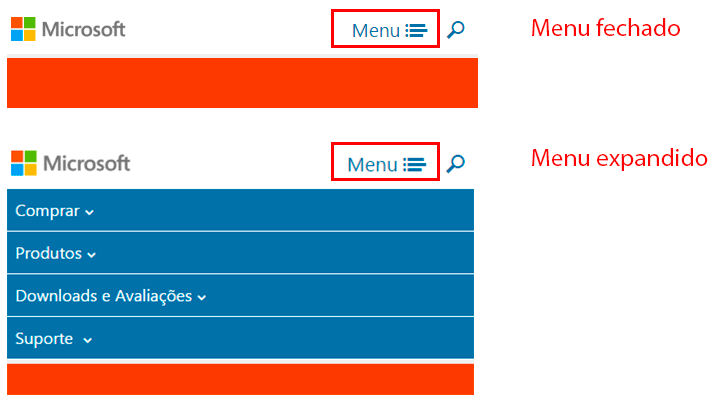 Microsoft
Menu
Menu fechado
Microsoft
Menu
Menu expandido
Comprar
Produtos
Downloads e Avaliações
Suporte